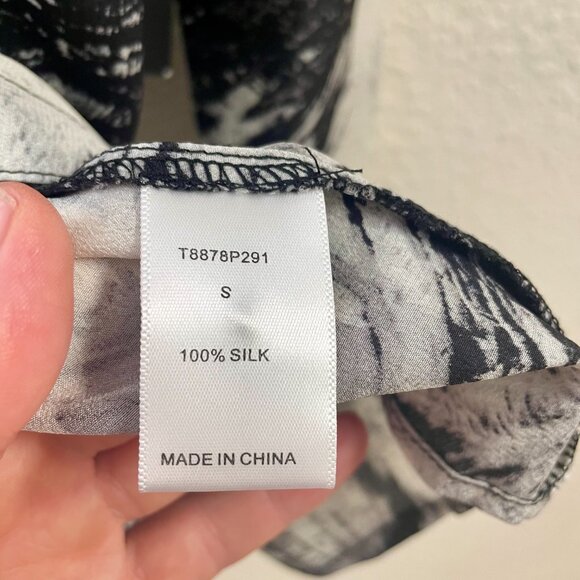 T8878P291
S
100% SILK
MADE IN CHINA